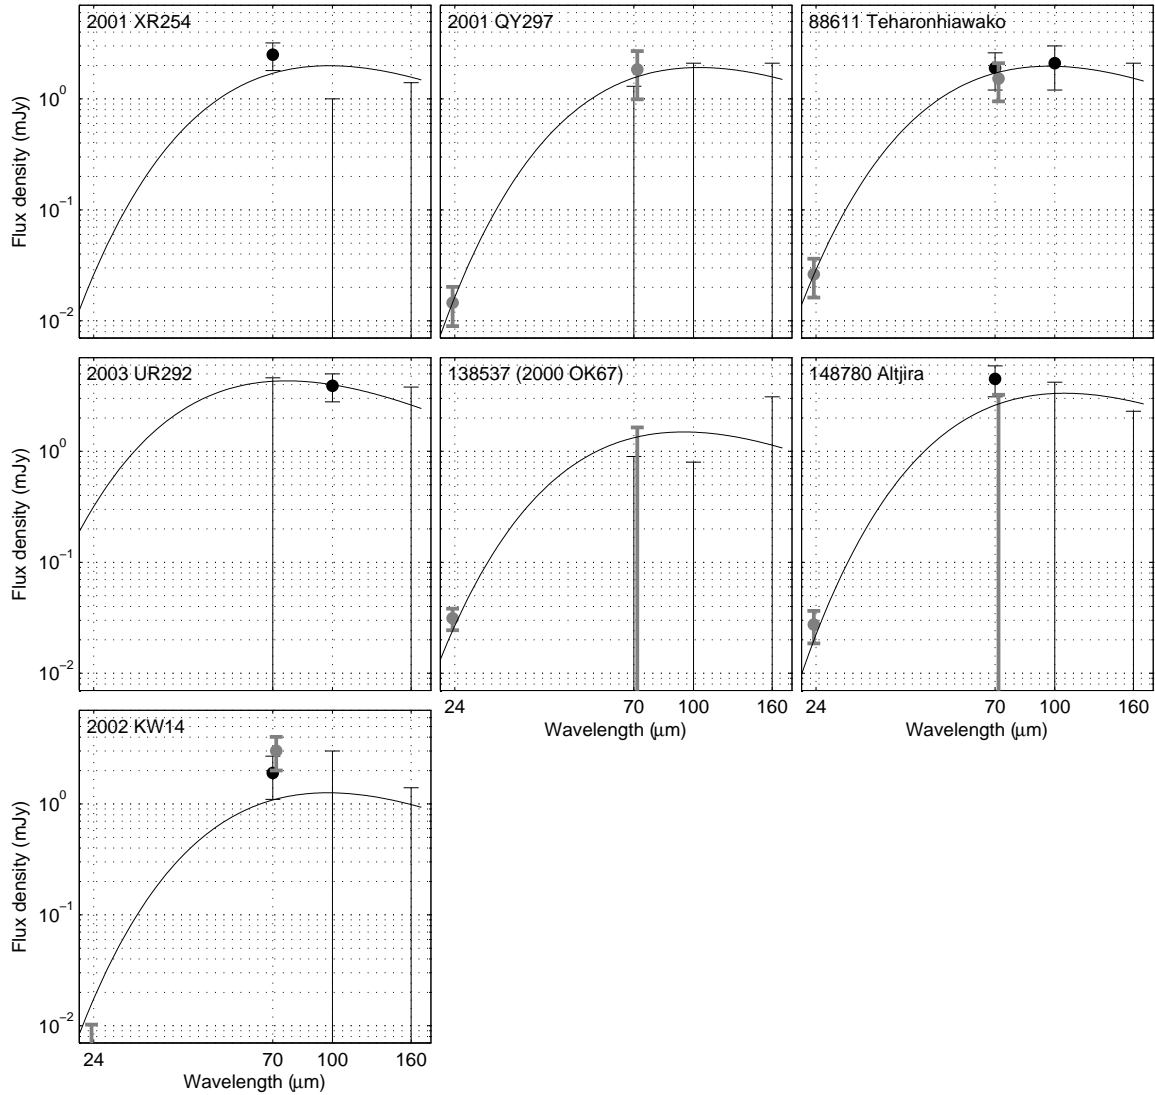 2001 XR254
2001 QY297
88611 Teharonhiawako
Flux density (mJy)
10^0
10^−1
10^−2
2003 UR292
138537 (2000 OK67)
148780 Altjira
Flux density (mJy)
10^0
10^−1
10^−2
24 70 100 160
Wavelength (μm)
24 70 100 160
Wavelength (μm)
2002 KW14
Flux density (mJy)
10^0
10^−1
10^−2
24 70 100 160
Wavelength (μm)